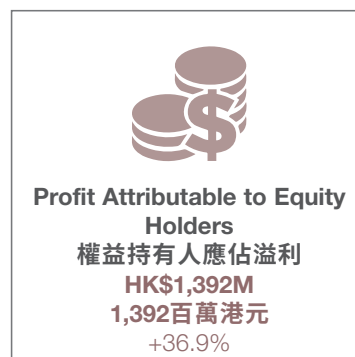 Profit Attributable to Equity
Holders
權益持有人應佔溢利
HK$1,392M
1,392百萬港元
+36.9%